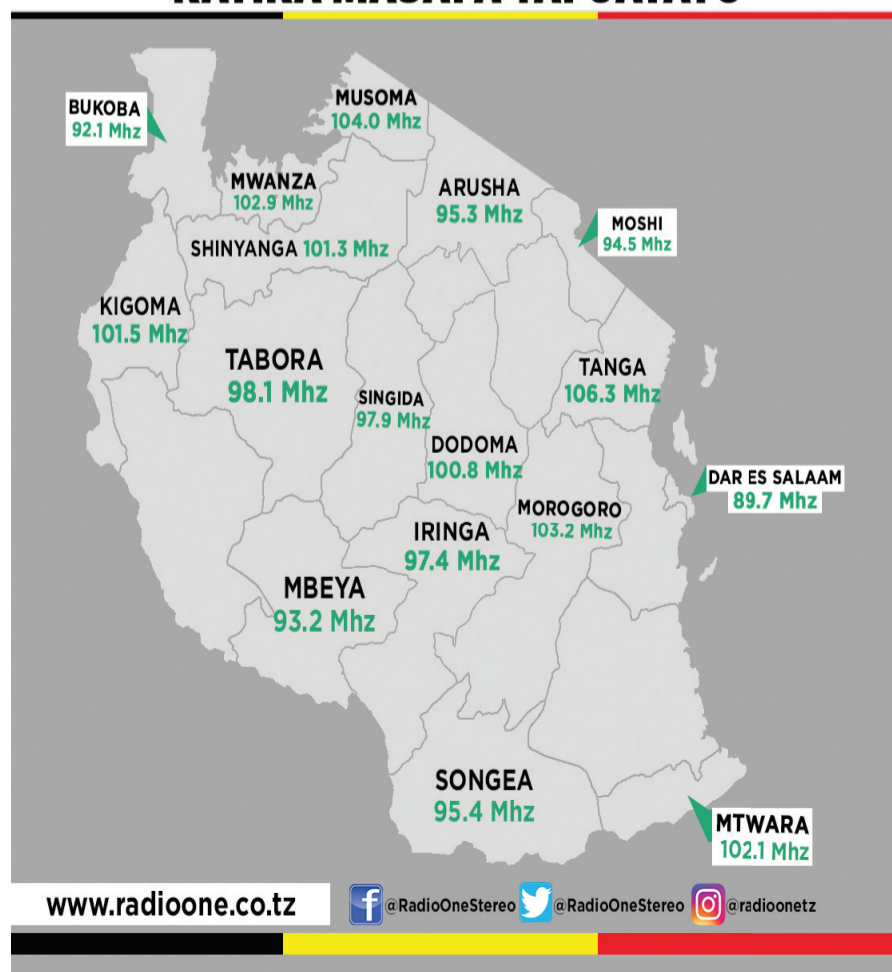 BUKOBA
92.1 Mhz
MUSOMA
104.0 Mhz
MWANZA
102.9 Mhz
ARUSHA
95.3 Mhz
MOSHI
94.5 Mhz
SHINYANGA 101.3 Mhz
KIGOMA
101.5 Mhz
TABORA
98.1 Mhz
SINGIDA
97.9 Mhz
TANGA
106.3 Mhz
DODOMA
100.8 Mhz
DAR ES SALAAM
89.7 Mhz
MOROGORO
103.2 Mhz
IRINGA
97.4 Mhz
MBEYA
93.2 Mhz
SONGEA
95.4 Mhz
MTWARA
102.1 Mhz
www.radioone.co.tz
@RadioOneStereo
@RadioOneStereo
@radioonetz